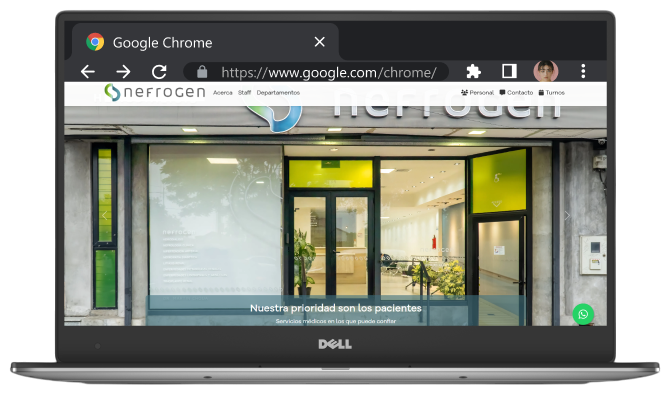 Google Chrome
https://www.google.com/chrome/
nefrogen Acerca Staff Departamentos Personal Contacto Turnos
nefrogen
Nuestra prioridad son los pacientes
Servicios médicos en los que puede confiar
DELL